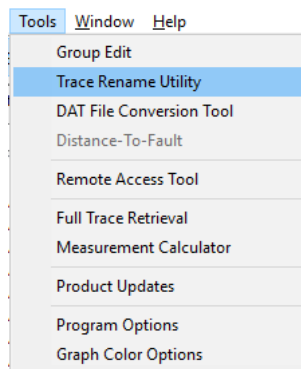 Tools Window Help
Group Edit
Trace Rename Utility
DAT File Conversion Tool
Distance-To-Fault
Remote Access Tool
Full Trace Retrieval
Measurement Calculator
Product Updates
Program Options
Graph Color Options